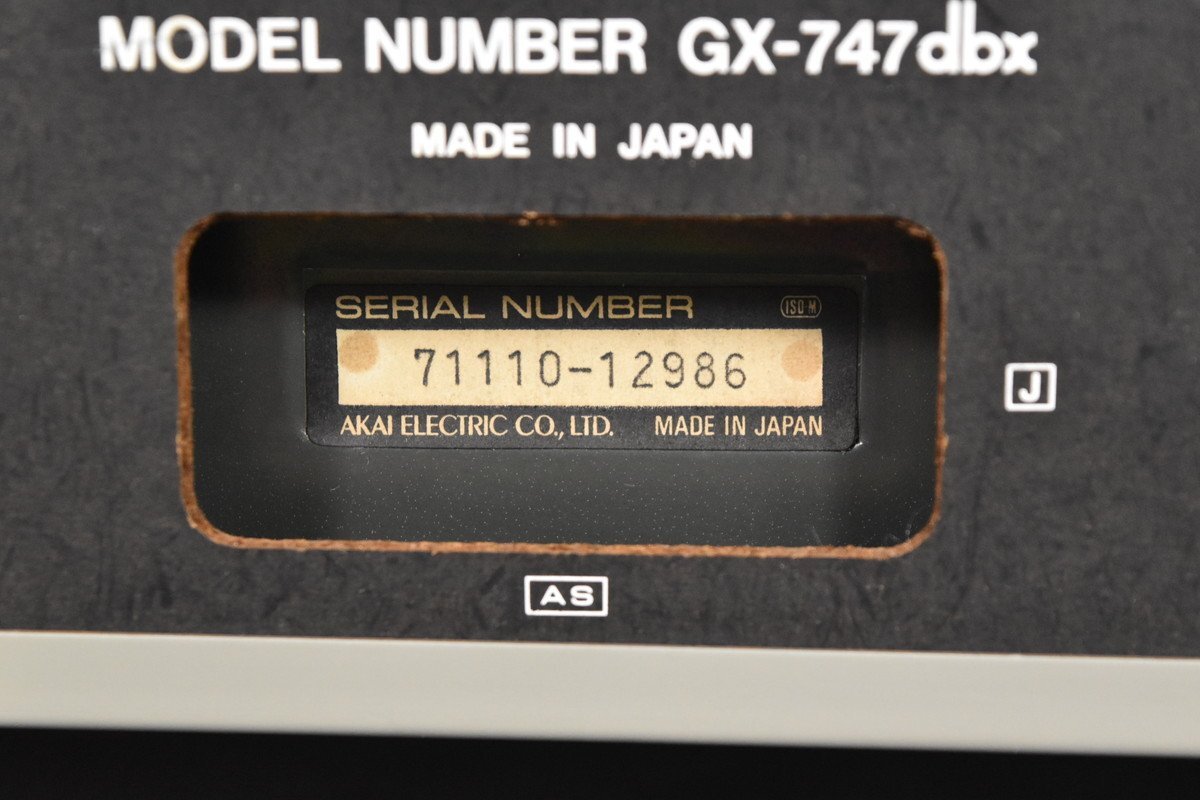 MODEL NUMBER GX-747dbx
MADE IN JAPAN
SERIAL NUMBER ISO-M
71110-12986
AKAI ELECTRIC CO., LTD. MADE IN JAPAN
J
AS